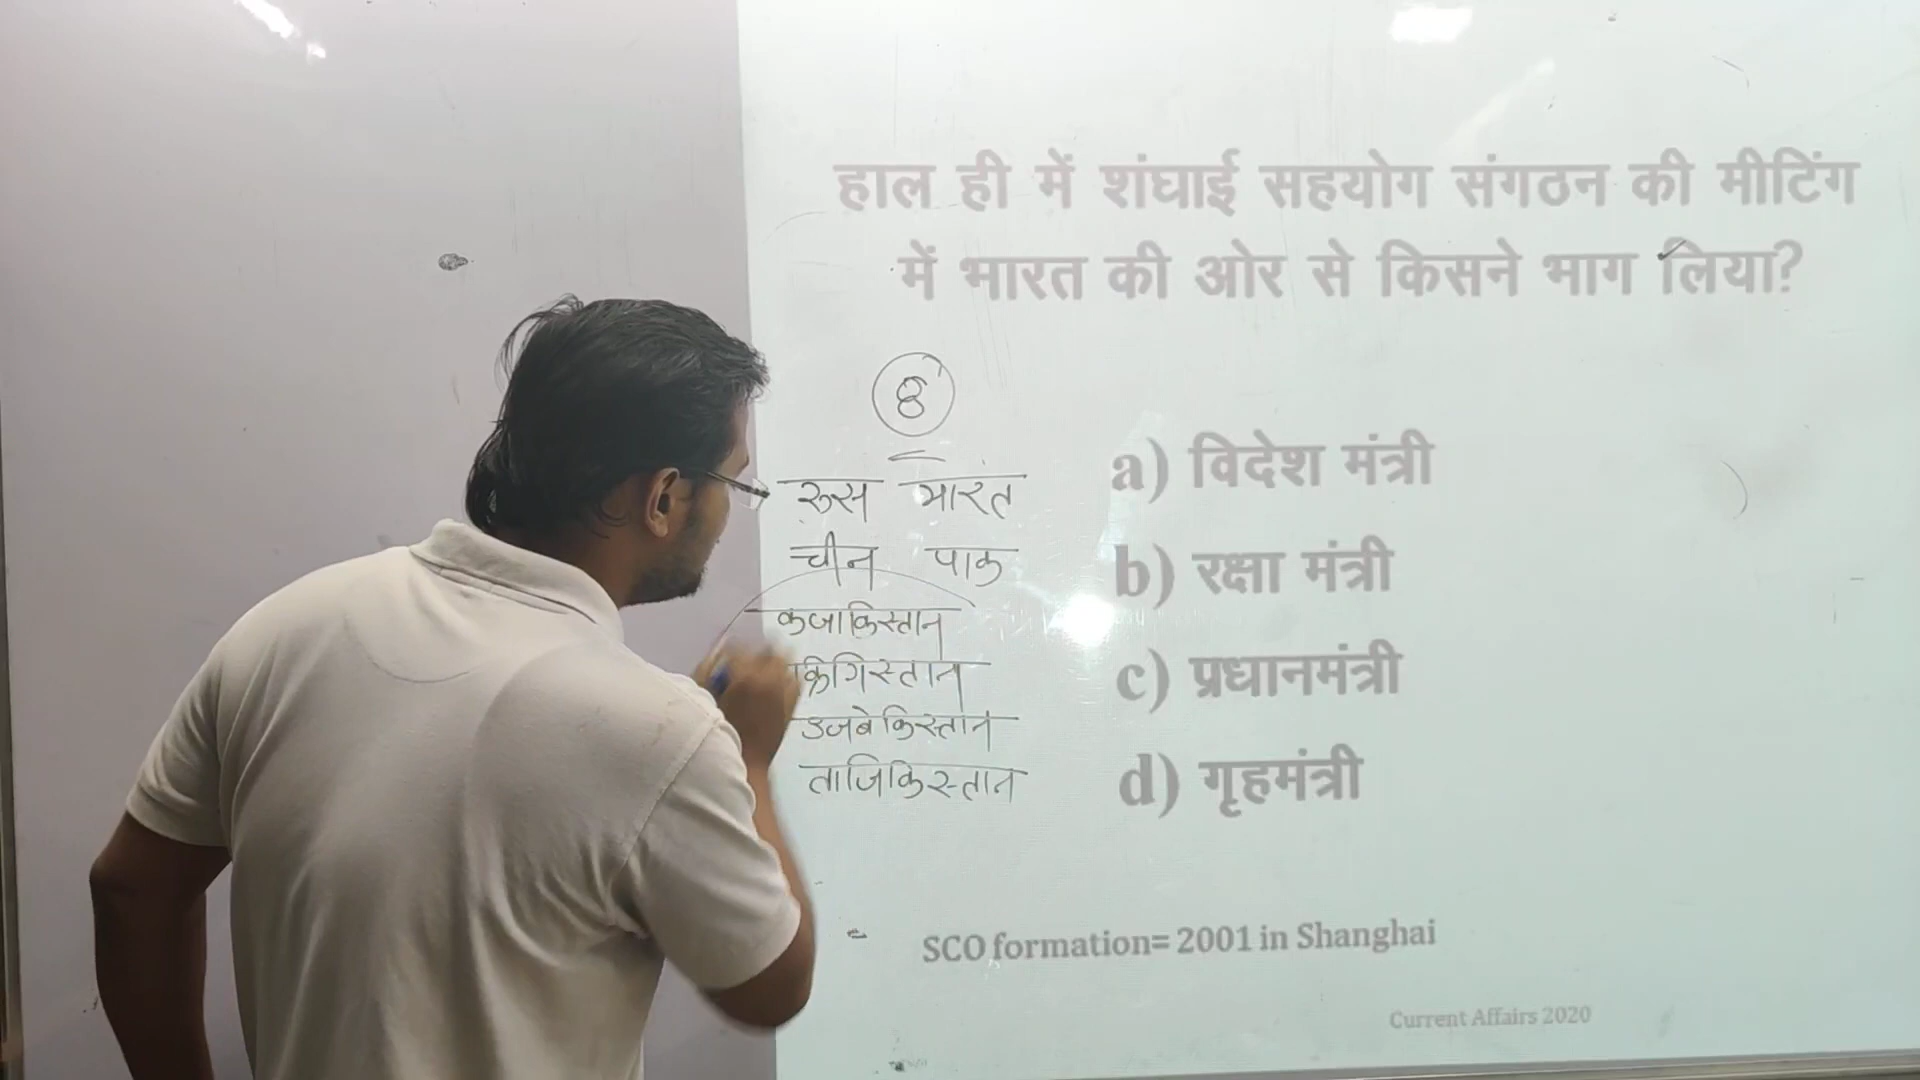 हाल ही में शंघाई सहयोग संगठन की मीटिंग
में भारत की ओर से किसने भाग लिया?
8
रूस भारत
चीन पाक
कजाकिस्तान
क्रिगिस्तान
उजबेकिस्तान
ताजिकिस्तान
a) विदेश मंत्री
b) रक्षा मंत्री
c) प्रधानमंत्री
d) गृहमंत्री
SCO formation= 2001 in Shanghai
Current Affairs 2020